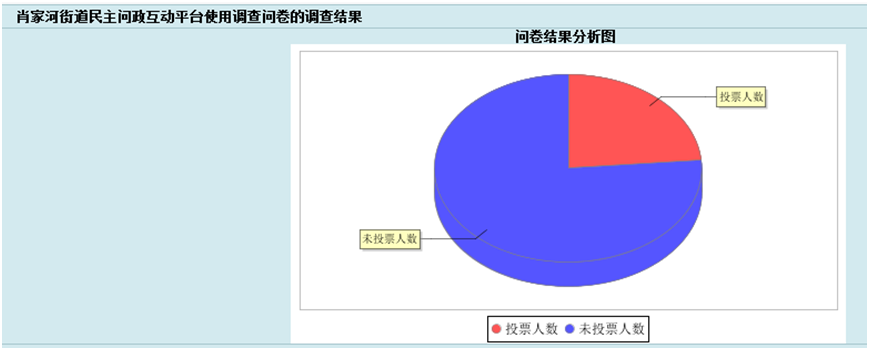 肖家河街道民主问政互动平台使用调查问卷的调查结果
问卷结果分析图
投票人数
未投票人数
投票人数 未投票人数